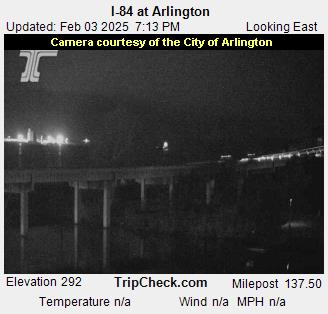 I-84 at Arlington
Updated: Feb 03 2025 7:13 PM Looking East
Camera courtesy of the City of Arlington
Elevation 292 TripCheck.com Milepost 137.50
Temperature n/a Wind n/a MPH n/a